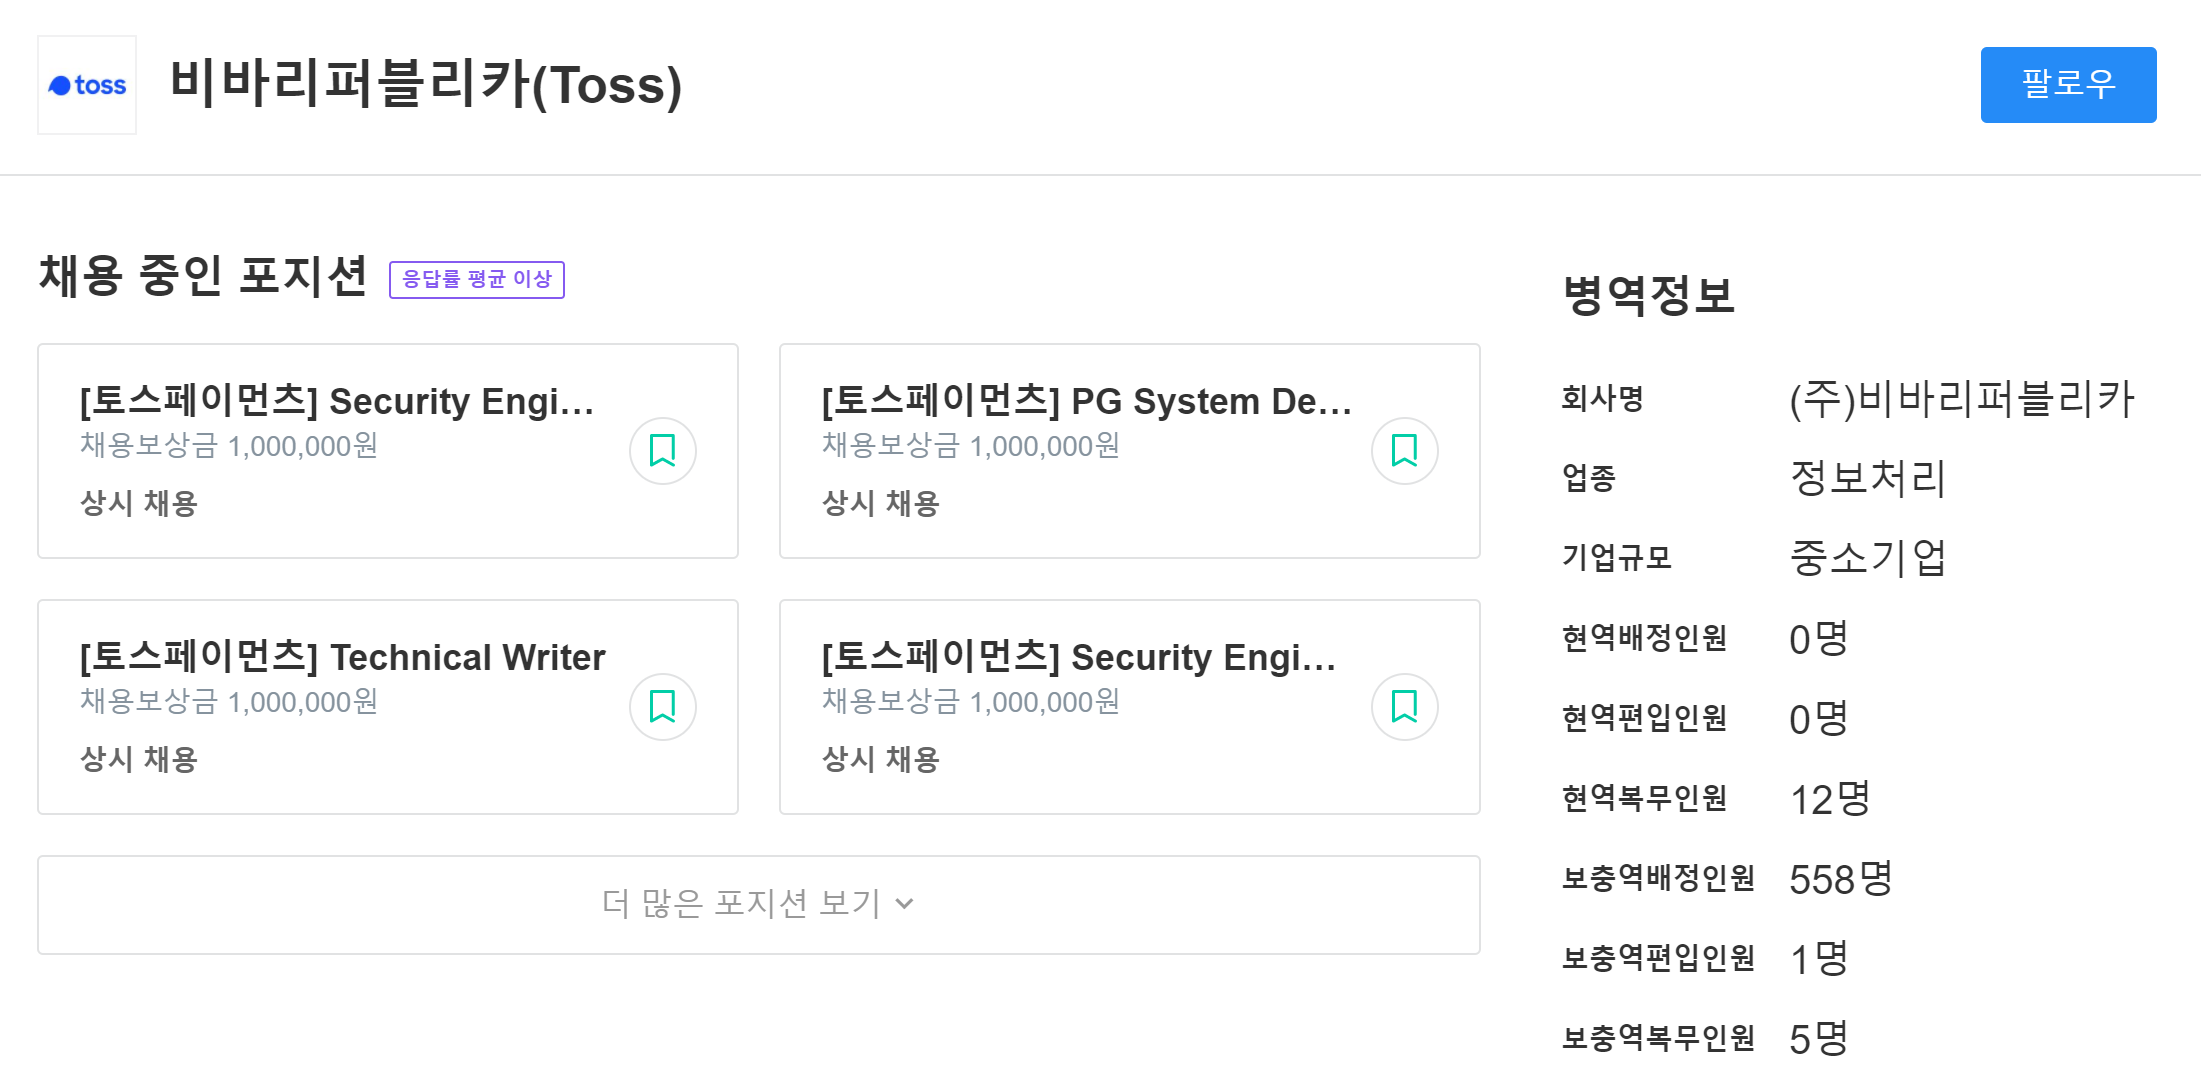 toss
비바리퍼블리카(Toss)
팔로우
채용 중인 포지션
응답률 평균 이상
[토스페이먼츠] Security Engi...
채용보상금 1,000,000원
상시 채용
[토스페이먼츠] PG System De...
채용보상금 1,000,000원
상시 채용
[토스페이먼츠] Technical Writer
채용보상금 1,000,000원
상시 채용
[토스페이먼츠] Security Engi...
채용보상금 1,000,000원
상시 채용
더 많은 포지션 보기
병역정보
회사명 (주)비바리퍼블리카
업종 정보처리
기업규모 중소기업
현역배정인원 0명
현역편입인원 0명
현역복무인원 12명
보충역배정인원 558명
보충역편입인원 1명
보충역복무인원 5명